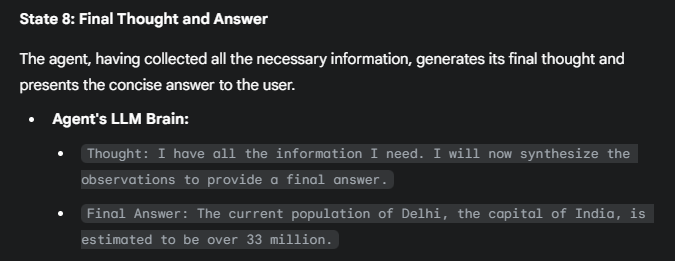 State 8: Final Thought and Answer
The agent, having collected all the necessary information, generates its final thought and
presents the concise answer to the user.
• Agent's LLM Brain:
• Thought: I have all the information I need. I will now synthesize the
observations to provide a final answer.
• Final Answer: The current population of Delhi, the capital of India, is
estimated to be over 33 million.